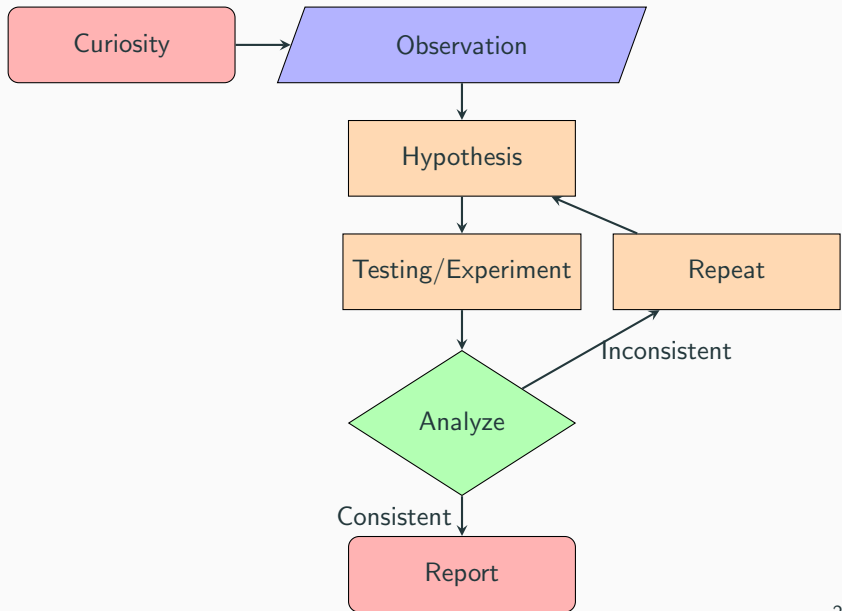 Curiosity
Observation
Hypothesis
Testing/Experiment
Repeat
Inconsistent
Analyze
Consistent
Report